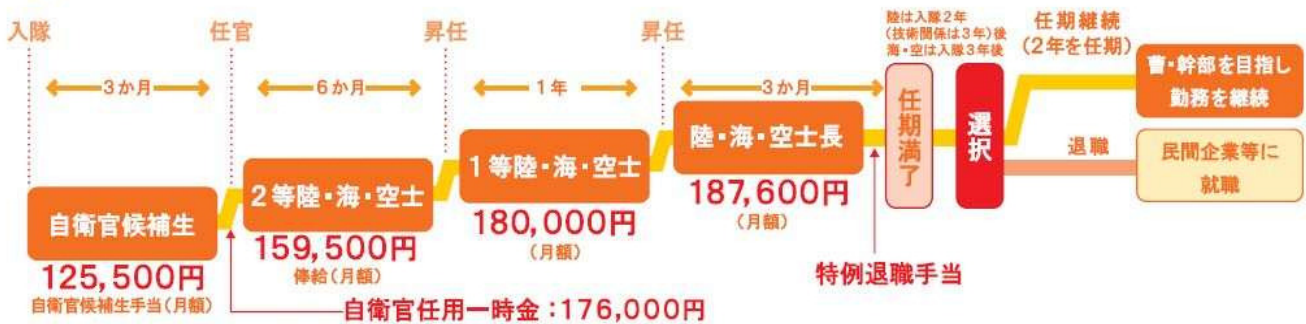 入隊
任官
昇任
昇任
陸は入隊2年
(技術関係は3年)後
海・空は入隊3年後
任期継続
(2年を任期)
3か月
6か月
1年
3か月
任期満了
選択
曹・幹部を目指し
勤務を継続
退職
民間企業等に
就職
陸・海・空士長
187,600円
(月額)
1等陸・海・空士
180,000円
(月額)
2等陸・海・空士
159,500円
俸給(月額)
自衛官候補生
125,500円
自衛官候補生手当(月額)
特例退職手当
自衛官任用一時金:176,000円